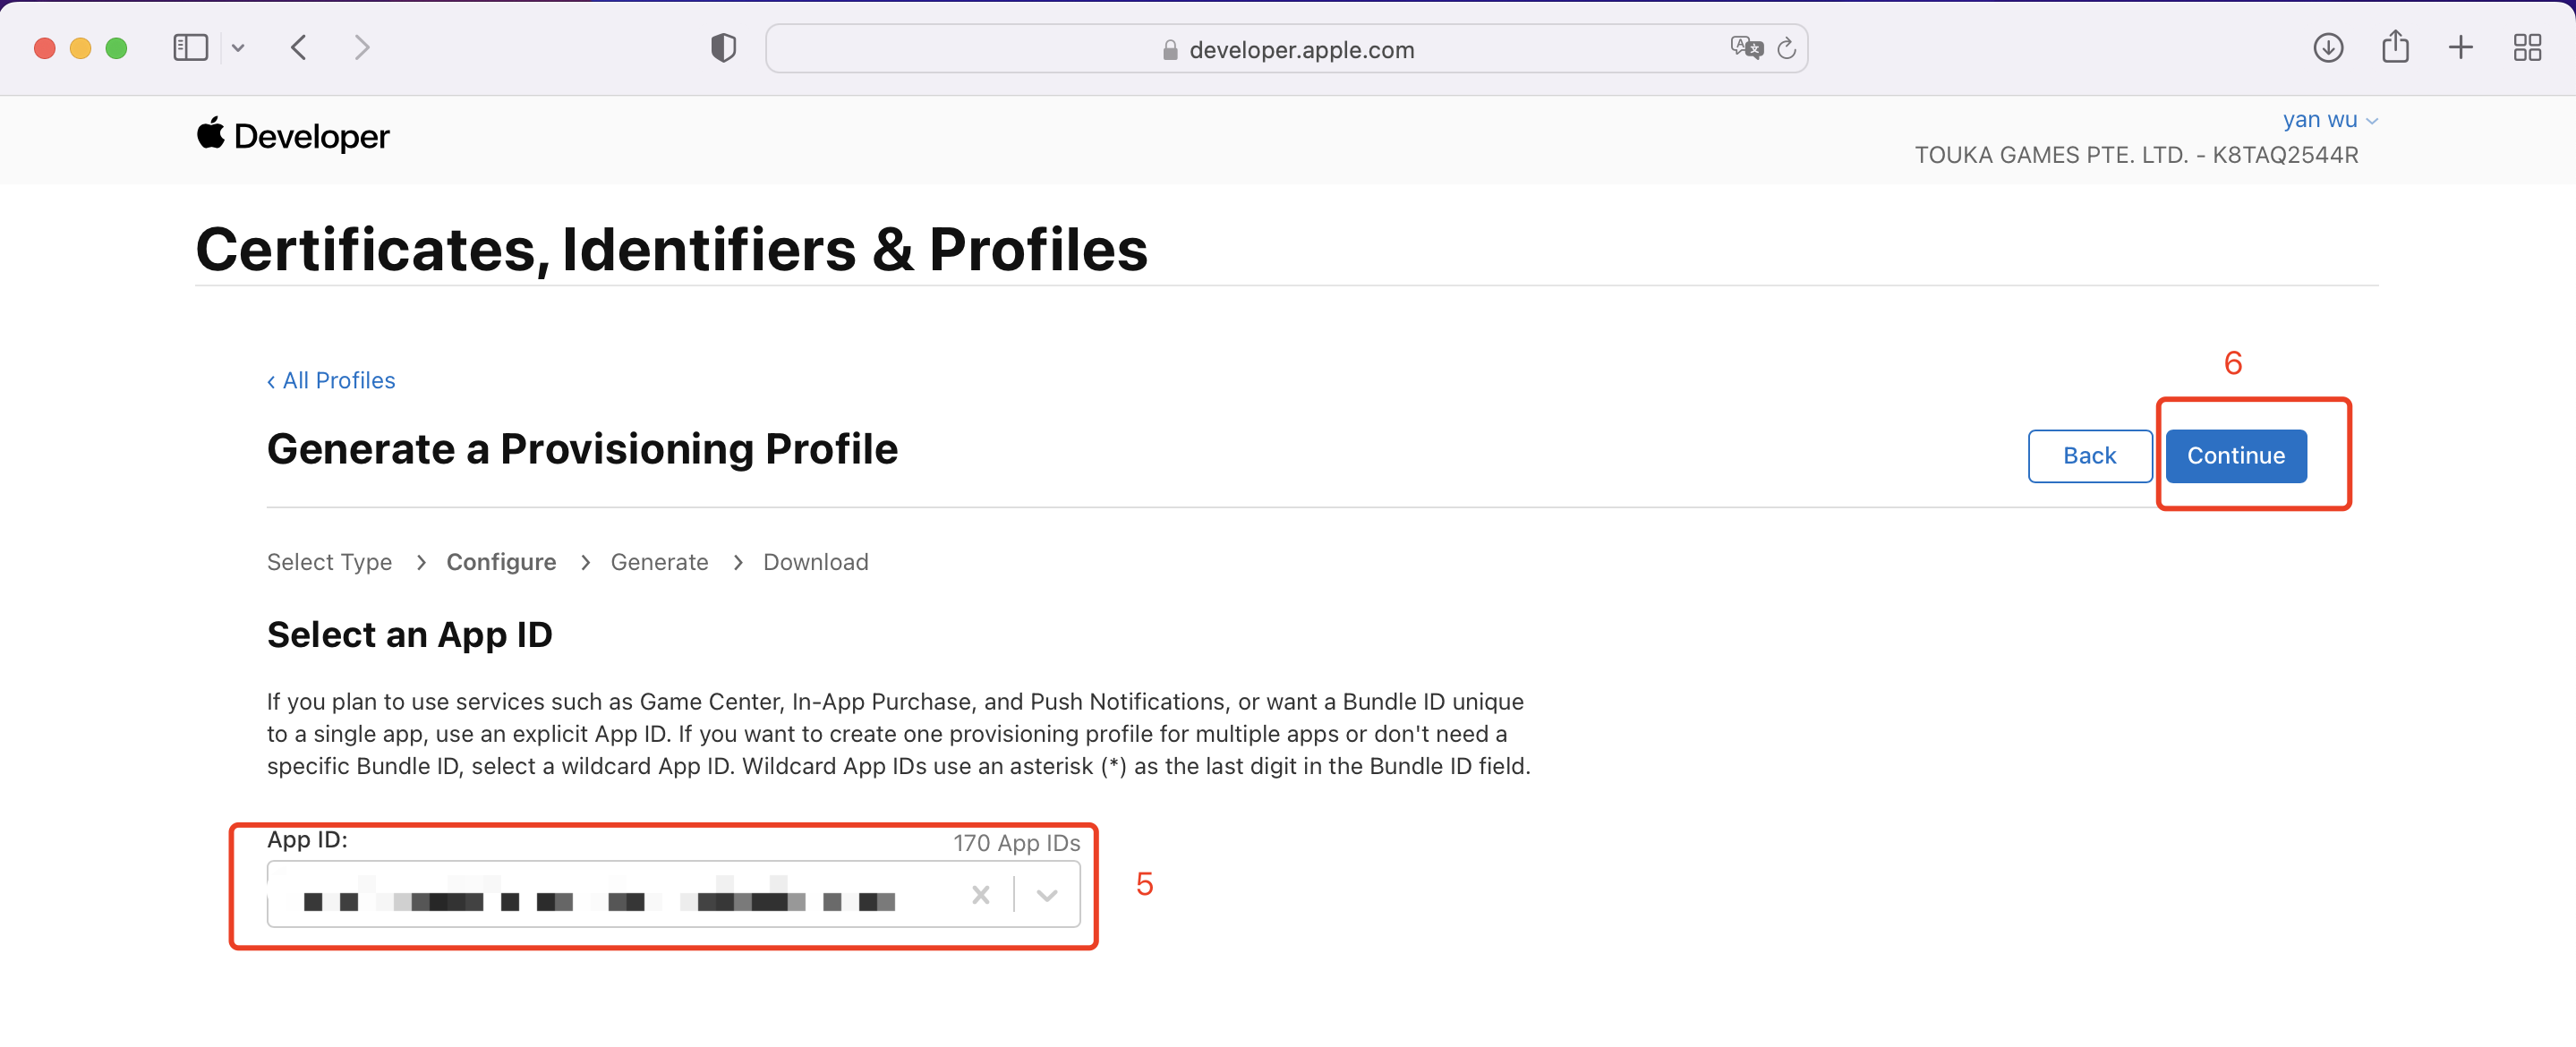 developer.apple.com
Developer
yan wu
TOUKA GAMES PTE. LTD. - K8TAQ2544R
Certificates, Identifiers & Profiles
‹ All Profiles
6
Generate a Provisioning Profile
Back
Continue
Select Type > Configure > Generate > Download
Select an App ID
If you plan to use services such as Game Center, In-App Purchase, and Push Notifications, or want a Bundle ID unique
to a single app, use an explicit App ID. If you want to create one provisioning profile for multiple apps or don't need a
specific Bundle ID, select a wildcard App ID. Wildcard App IDs use an asterisk (*) as the last digit in the Bundle ID field.
App ID:
170 App IDs
5